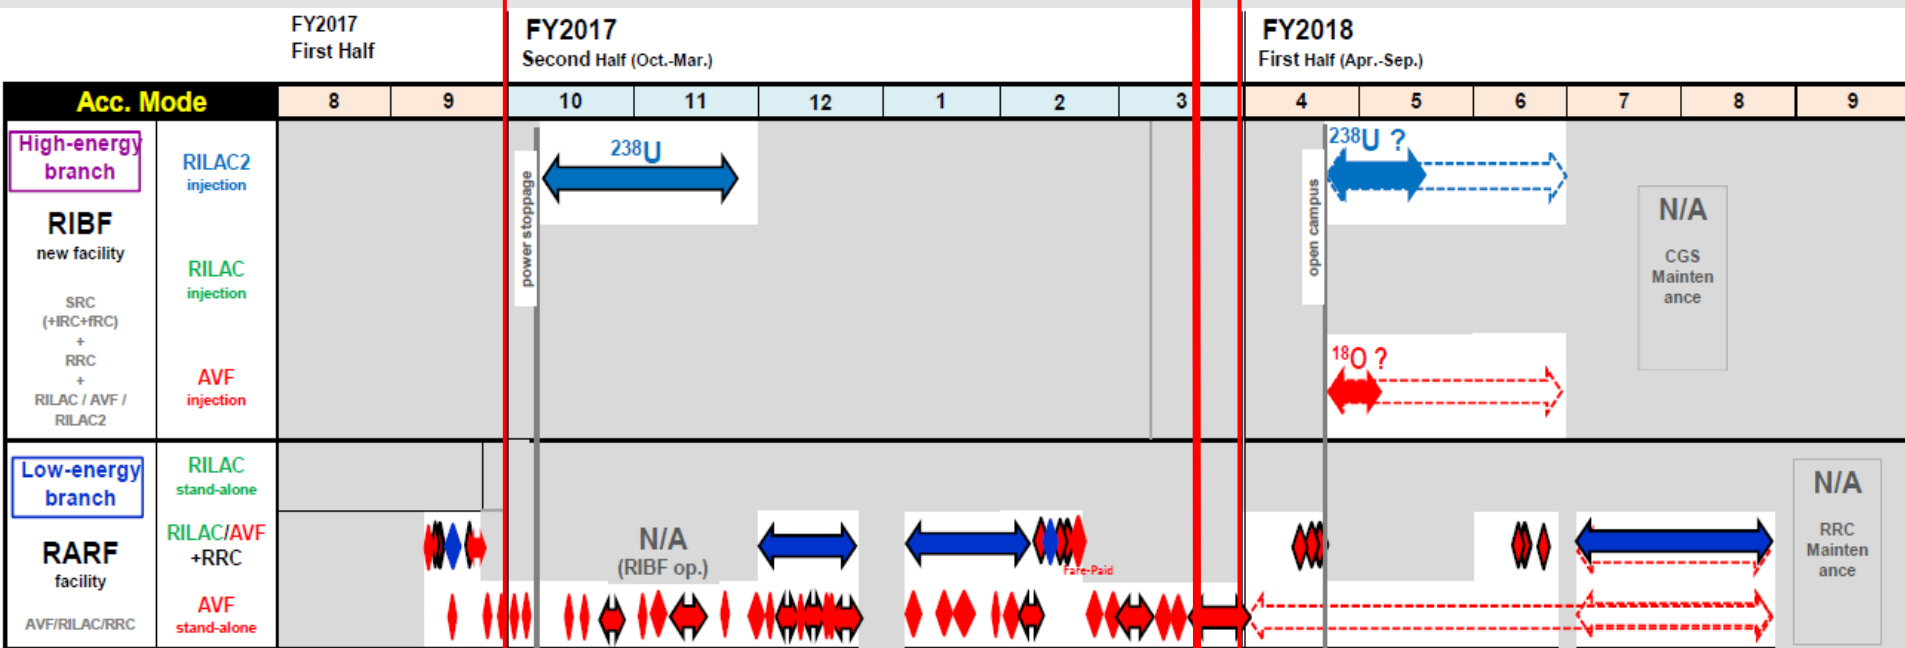 FY2017
First Half
FY2017
Second Half (Oct.-Mar.)
FY2018
First Half (Apr.-Sep.)
Acc. Mode
8
9
10
11
12
1
2
3
4
5
6
7
8
9
High-energy
branch
RIBF
new facility
SRC
(+IRC+fRC)
+
RRC
+
RILAC / AVF /
RILAC2
RILAC2
injection
RILAC
injection
AVF
injection
power stoppage
238U
open campus
238U ?
18O ?
N/A
CGS
Mainten
ance
Low-energy
branch
RARF
facility
AVF/RILAC/RRC
RILAC
stand-alone
RILAC/AVF
+RRC
AVF
stand-alone
N/A
(RIBF op.)
Fare-Paid
N/A
RRC
Mainten
ance